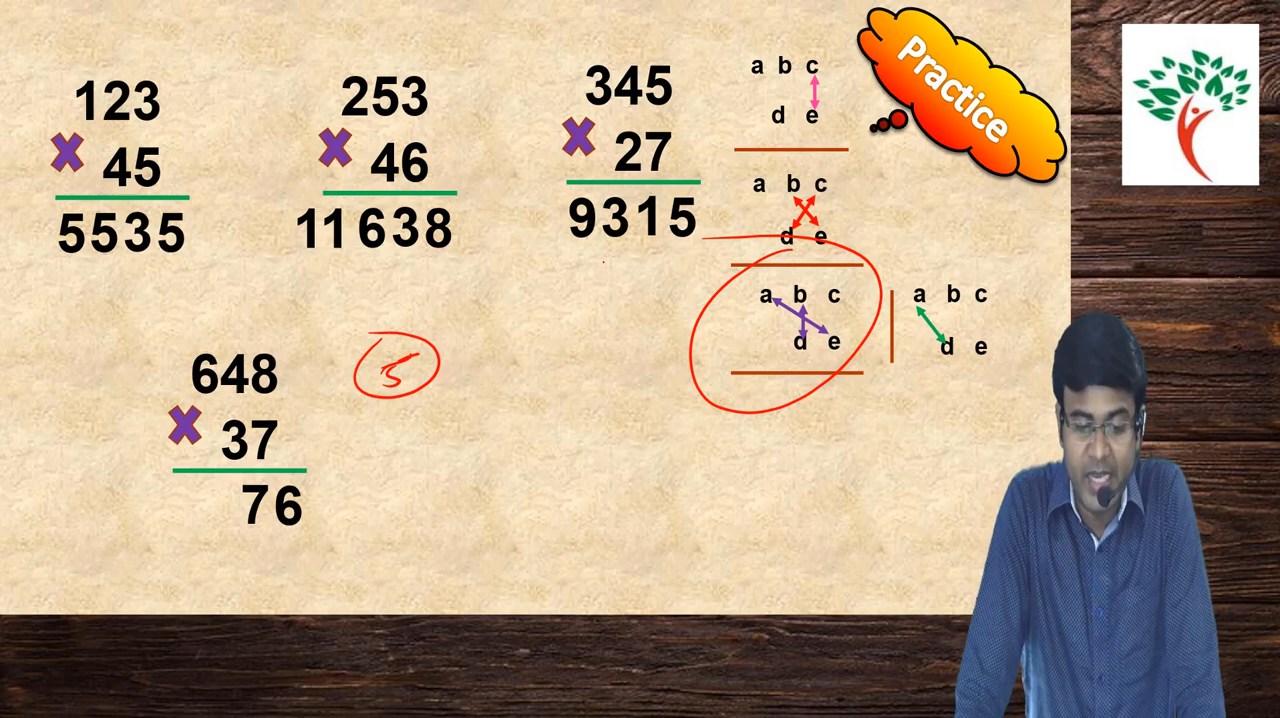 123
45
5535
253
46
11638
345
27
9315
a b c
d e
Practice
a b c
d e
a b c
d e
a b c
d e
648
37
76
5